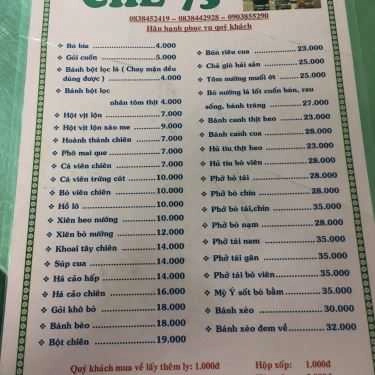 CHÈ 75
0838452419 – 0838442928 – 0903855290
Hân hạnh phục vụ quý khách
❖ Bò bía ........ 4.000
❖ Gỏi cuốn ........ 5.000
❖ Bánh bột lọc lá ( Chay mặn đều
dùng được ) ........ 4.000
❖ Bánh bột lọc
nhân tôm thịt 4.000
❖ Hột vịt lộn ........ 7.000
❖ Hột vịt lộn xào me ........ 9.000
❖ Hoành thánh chiên ........ 7.000
❖ Phô mai que ........ 7.000
❖ Cá viên chiên ........ 7.000
❖ Cá viên trứng cút ........ 10.000
❖ Bò viên chiên ........ 10.000
❖ Hồ lô ........ 10.000
❖ Xiên heo nướng ........ 10.000
❖ Xiên bò nướng ........ 12.000
❖ Khoai tây chiên ........ 14.000
❖ Súp cua ........ 14.000
❖ Há cảo hấp ........ 14.000
❖ Há cảo chiên ........ 16.000
❖ Gỏi khô bò ........ 18.000
❖ Bánh bèo ........ 18.000
❖ Bột chiên ........ 19.000
❖ Bún riêu cua ........ 23.000
❖ Chả giò hải sản ........ 25.000
❖ Tôm nướng muối ớt ........ 25.000
❖ Bò nướng lá lốt cuốn bún, rau
sống, bánh tráng ........ 27.000
❖ Bánh canh thịt heo ........ 23.000
❖ Bánh canh cua ........ 28.000
❖ Hủ tíu thịt heo ........ 23.000
❖ Hủ tíu bò viên ........ 28.000
❖ Phở bò tái ........ 28.000
❖ Phở bò chín ........ 28.000
❖ Phở bò tái,chín ........ 35.000
❖ Phở bò nạm ........ 28.000
❖ Phở tái nam ........ 35.000
❖ Phở tái gân ........ 35.000
❖ Phở tái bò viên ........ 35.000
❖ Mỳ Ý sốt bò bằm ........ 35.000
❖ Bánh xèo ........ 30.000
❖ Bánh xèo đem về ........ 32.000
Quý khách mua về lấy thêm ly: 1.000đ
Hộp xốp: 1.000đ